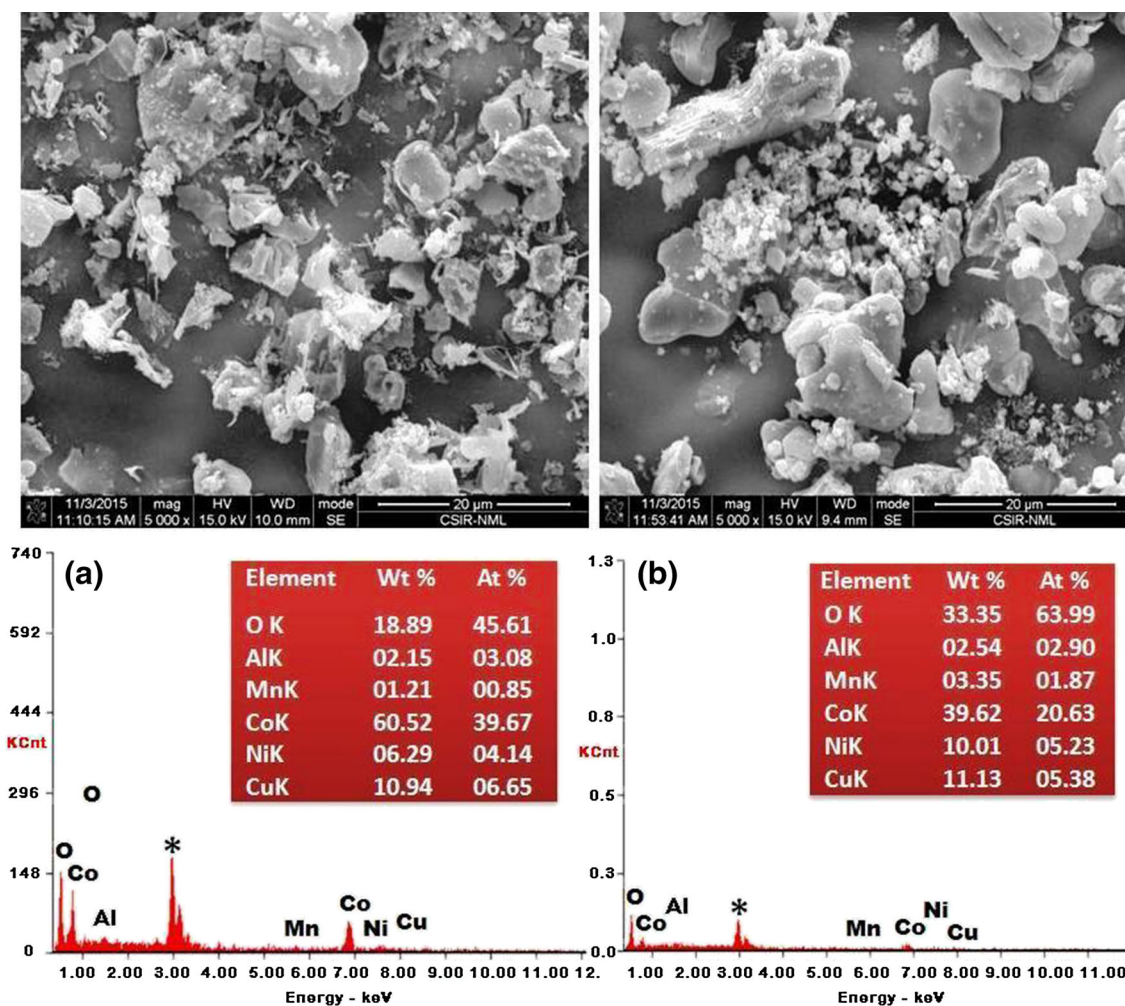 11/3/2015 mag HV WD mode 20 µm
11:10:15 AM 5 000 x 15.0 kV 10.0 mm SE CSIR-NML
11/3/2015 mag HV WD mode 20 µm
11:53:41 AM 5 000 x 15.0 kV 9.4 mm SE CSIR-NML
(a)
740
592
444
KCnt
296
148
0
Element Wt % At %
O K 18.89 45.61
AlK 02.15 03.08
MnK 01.21 00.85
CoK 60.52 39.67
NiK 06.29 04.14
CuK 10.94 06.65
O
O
Co
Al
*
Mn
Co
Ni
Cu
1.00 2.00 3.00 4.00 5.00 6.00 7.00 8.00 9.00 10.00 11.00 12.
Energy - keV
(b)
1.3
1.0
0.8
KCnt
0.5
0.3
0.0
Element Wt % At %
O K 33.35 63.99
AlK 02.54 02.90
MnK 03.35 01.87
CoK 39.62 20.63
NiK 10.01 05.23
CuK 11.13 05.38
O
Co
Al
*
Mn
Co
Ni
Cu
1.00 2.00 3.00 4.00 5.00 6.00 7.00 8.00 9.00 10.00 11.00
Energy - keV